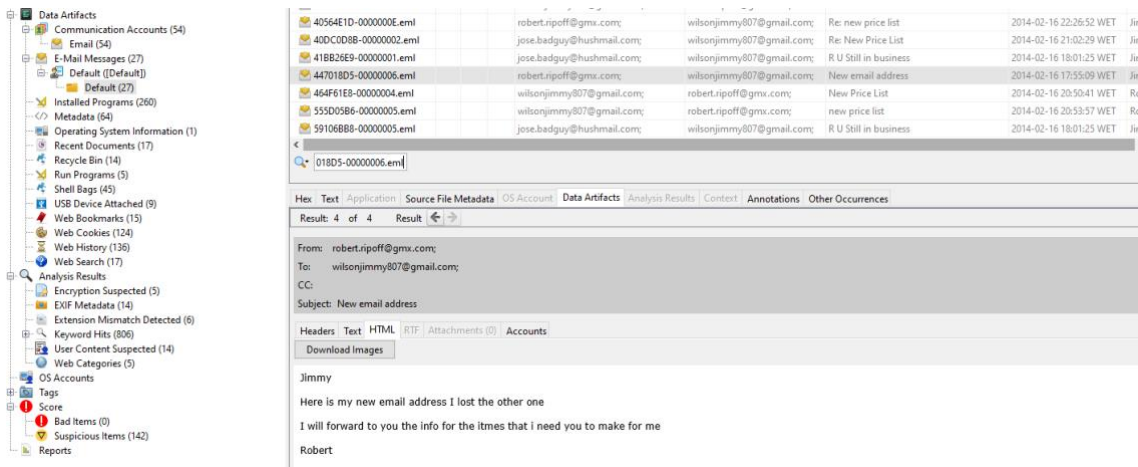 Data Artifacts
Communication Accounts (54)
Email (54)
E-Mail Messages (27)
Default ([Default])
Default (27)
Installed Programs (260)
Metadata (64)
Operating System Information (1)
Recent Documents (17)
Recycle Bin (14)
Run Programs (5)
Shell Bags (45)
USB Device Attached (9)
Web Bookmarks (15)
Web Cookies (124)
Web History (136)
Web Search (17)
Analysis Results
Encryption Suspected (5)
EXIF Metadata (14)
Extension Mismatch Detected (6)
Keyword Hits (806)
User Content Suspected (14)
Web Categories (5)
OS Accounts
Tags
Score
Bad Items (0)
Suspicious Items (142)
Reports
40564E1D-0000000E.eml robert.ripoff@gmx.com; wilsonjimmy807@gmail.com; Re: new price list 2014-02-16 22:26:52 WET
40DC0D8B-00000002.eml jose.badguy@hushmail.com; wilsonjimmy807@gmail.com; Re: New Price List 2014-02-16 21:02:29 WET
41BB26E9-00000001.eml jose.badguy@hushmail.com; wilsonjimmy807@gmail.com; R U Still in business 2014-02-16 18:01:25 WET
447018D5-00000006.eml robert.ripoff@gmx.com; wilsonjimmy807@gmail.com; New email address 2014-02-16 17:55:09 WET
464F61E8-00000004.eml wilsonjimmy807@gmail.com; robert.ripoff@gmx.com; New Price List 2014-02-16 20:50:41 WET
555D05B6-00000005.eml wilsonjimmy807@gmail.com; robert.ripoff@gmx.com; new price list 2014-02-16 20:53:57 WET
59106BB8-00000005.eml jose.badguy@hushmail.com; wilsonjimmy807@gmail.com; R U Still in business 2014-02-16 18:01:25 WET
018D5-00000006.eml
Hex Text Application Source File Metadata OS Account Data Artifacts Analysis Results Context Annotations Other Occurrences
Result: 4 of 4 Result
From: robert.ripoff@gmx.com;
To: wilsonjimmy807@gmail.com;
CC:
Subject: New email address
Headers Text HTML RTF Attachments (0) Accounts
Download Images
Jimmy
Here is my new email address I lost the other one
I will forward to you the info for the itmes that i need you to make for me
Robert